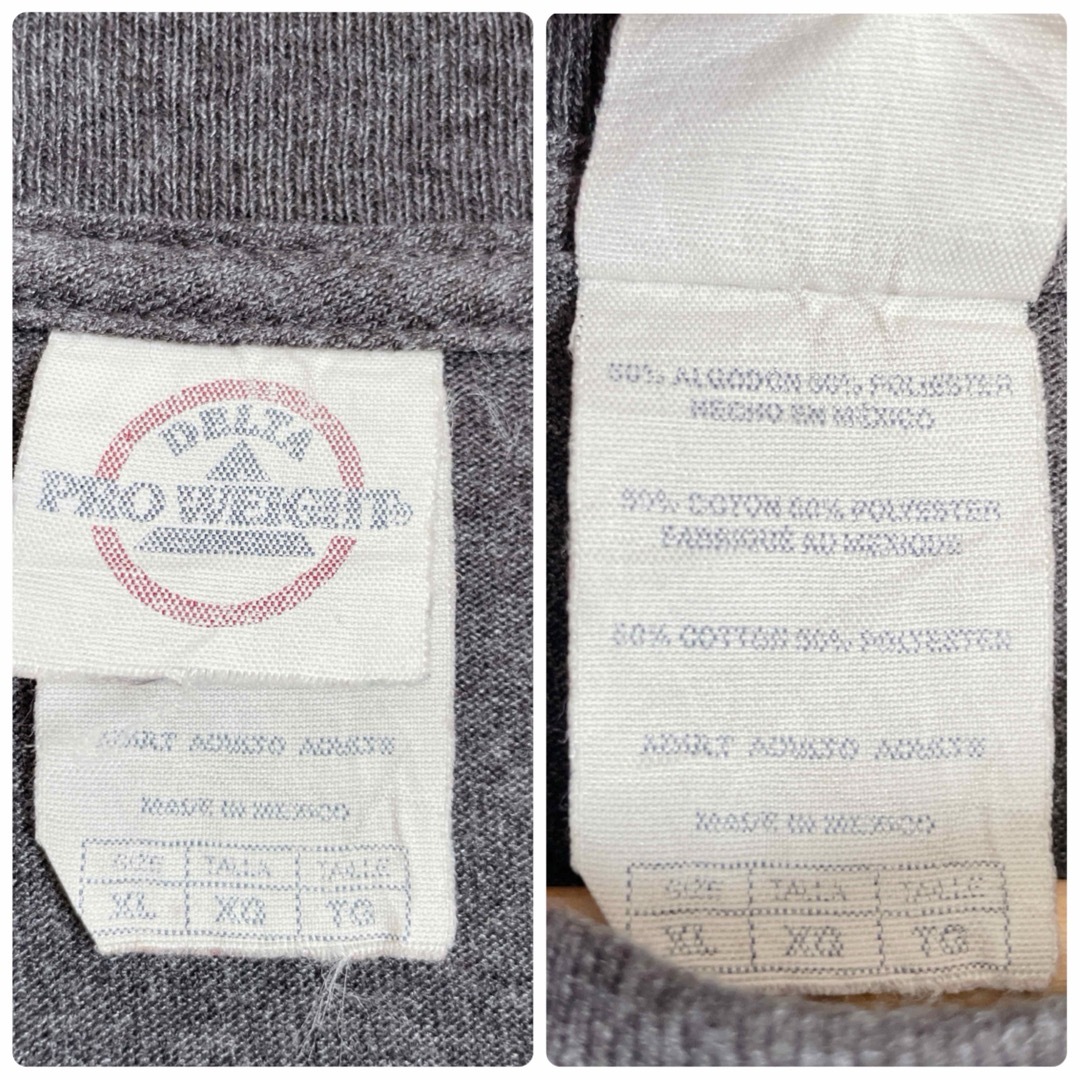 DELTA
PRO WEIGHT®
ADULT ADULTO ADULTE
MADE IN MEXICO
SIZE TALLA TAILLE
XL XG TG
50% ALGODON 50% POLIESTER
HECHO EN MÉXICO
50% COTON 50% POLYESTER
FABRIQUÉ AU MEXIQUE
50% COTTON 50% POLYESTER
ADULT ADULTO ADULTE
MADE IN MEXICO
SIZE TALLA TAILLE
XL XG TG